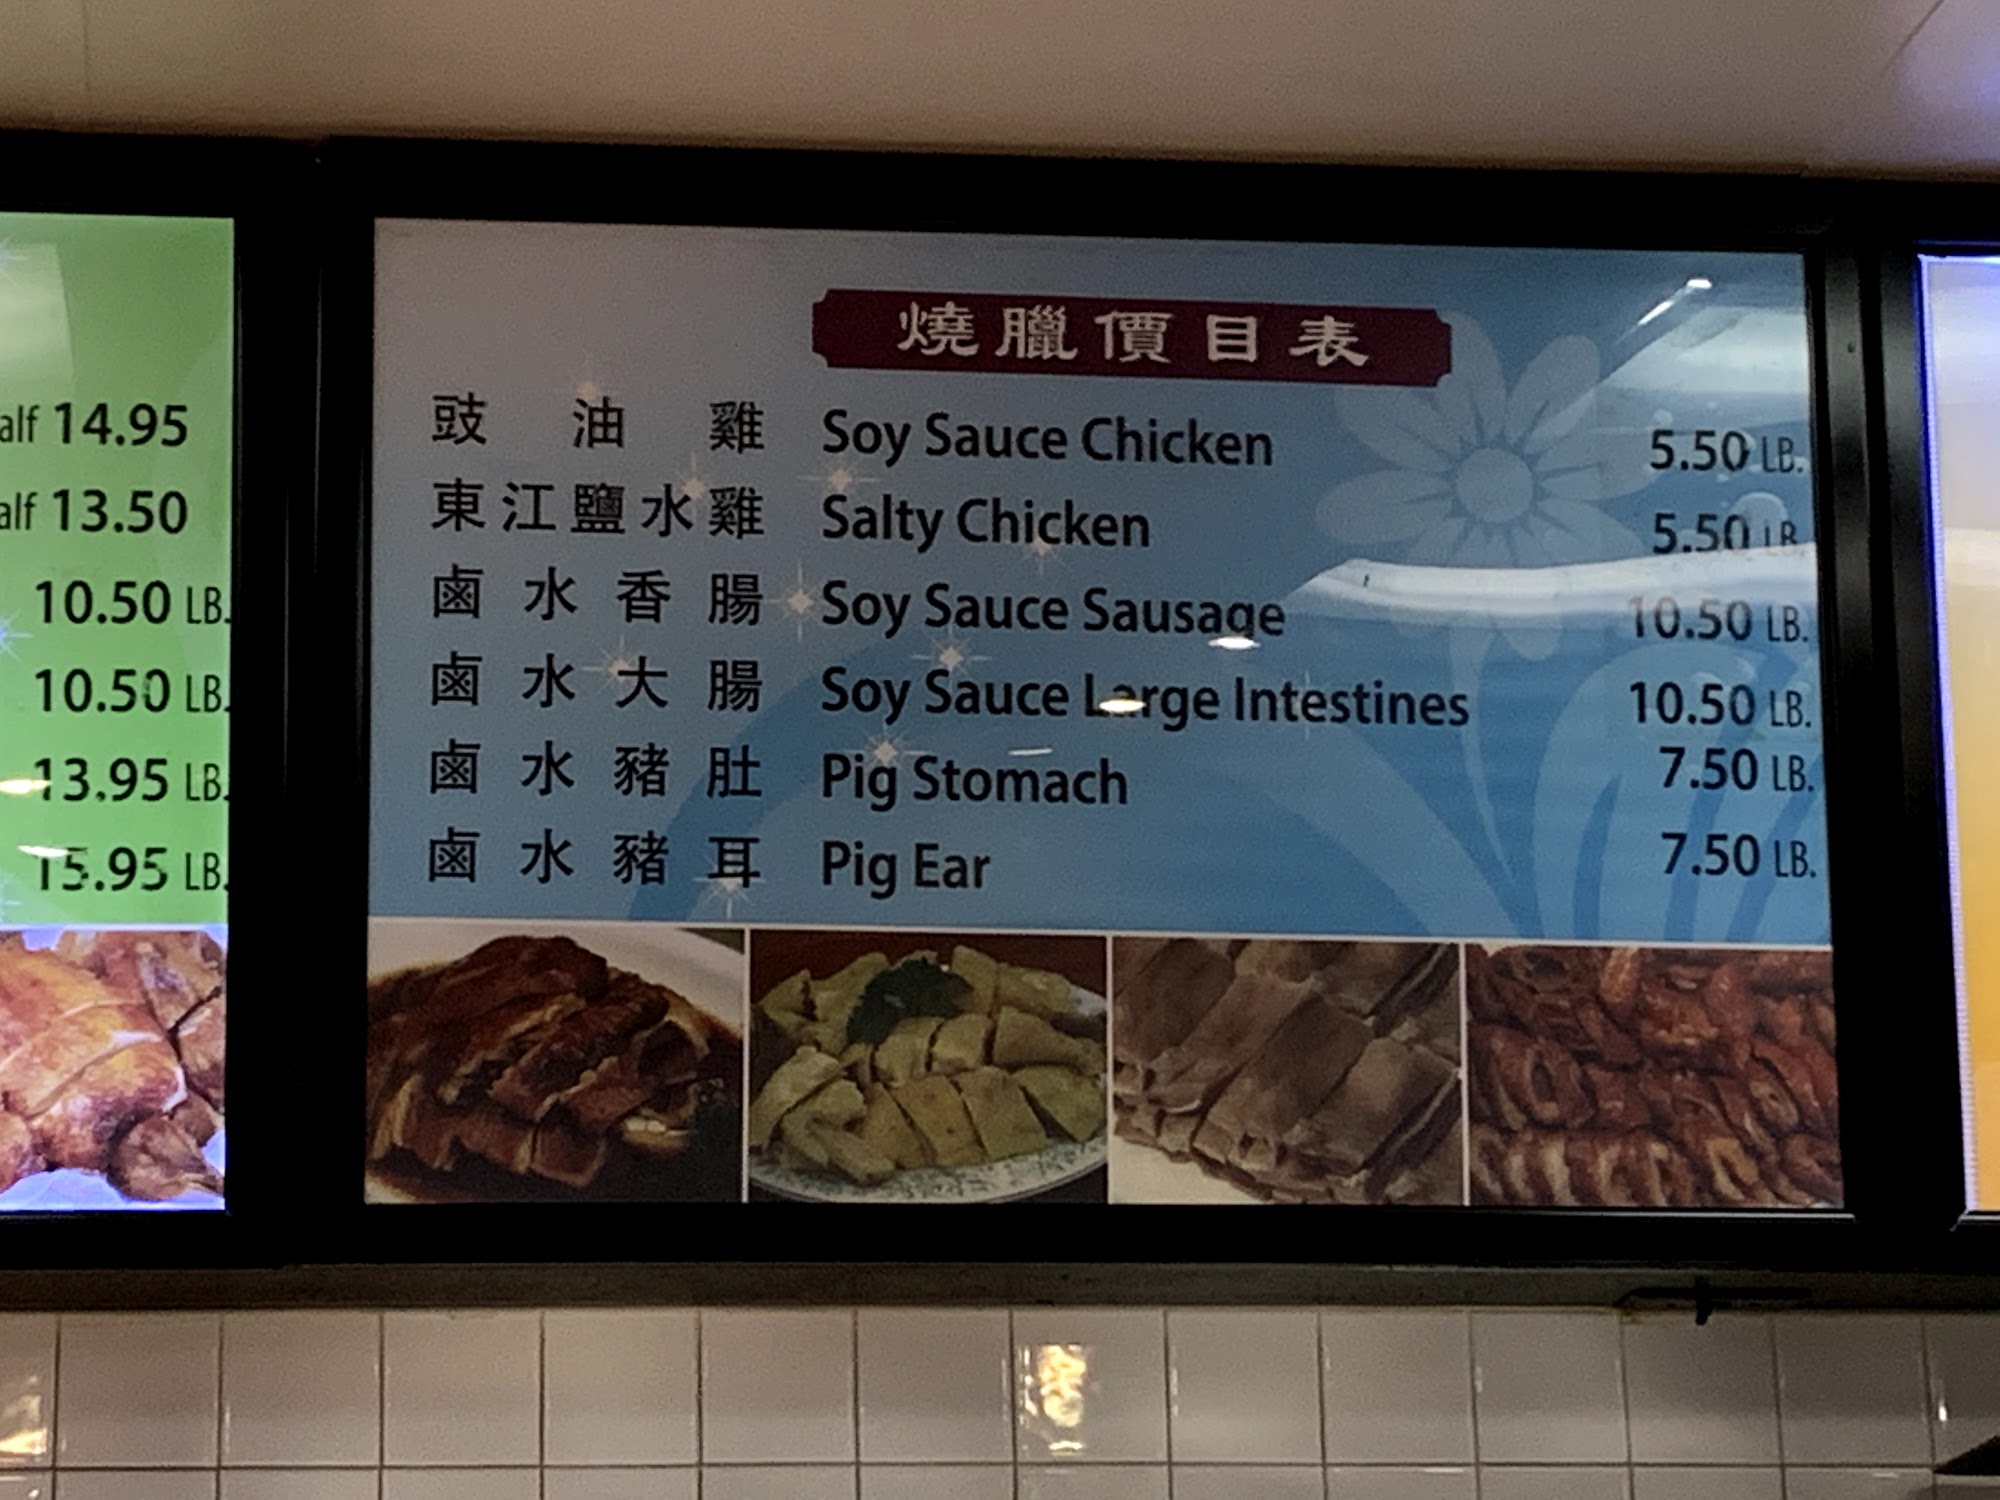 alf 14.95
alf 13.50
10.50 LB.
10.50 LB.
13.95 LB.
15.95 LB.
燒臘價目表
豉油雞 Soy Sauce Chicken 5.50 LB.
東江鹽水雞 Salty Chicken 5.50 LB.
鹵水香腸 Soy Sauce Sausage 10.50 LB.
鹵水大腸 Soy Sauce Large Intestines 10.50 LB.
鹵水豬肚 Pig Stomach 7.50 LB.
鹵水豬耳 Pig Ear 7.50 LB.